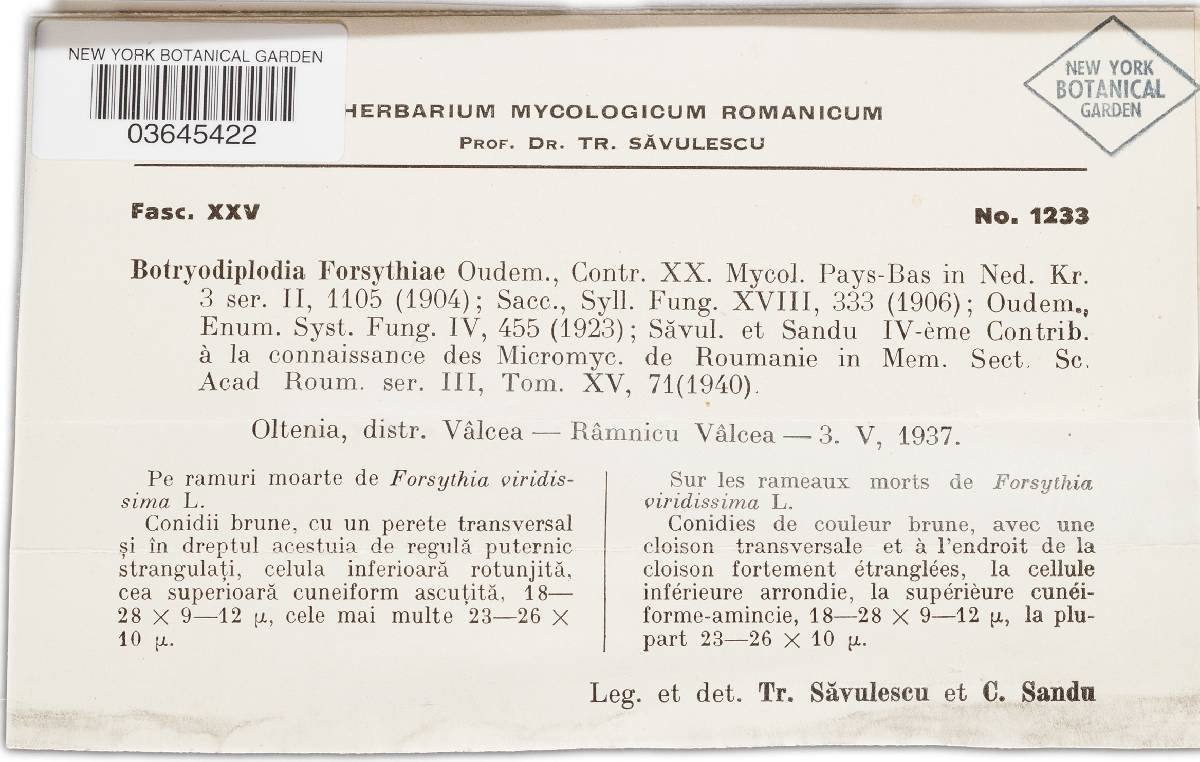 NEW YORK BOTANICAL GARDEN
03645422
NEW YORK
BOTANICAL
GARDEN
HERBARIUM MYCOLOGICUM ROMANICUM
PROF. DR. TR. SĂVULESCU
Fasc. XXV No. 1233
Botryodiplodia Forsythiae Oudem., Contr. XX. Mycol. Pays-Bas in Ned. Kr.
3 ser. II, 1105 (1904); Sacc., Syll. Fung. XVIII, 333 (1906); Oudem.,
Enum. Syst. Fung. IV, 455 (1923); Săvul. et Sandu IV-ème Contrib.
à la connaissance des Micromyc. de Roumanie in Mem. Sect. Sc.
Acad Roum. ser. III, Tom. XV, 71(1940).
Oltenia, distr. Vâlcea — Râmnicu Vâlcea — 3. V, 1937.
Pe ramuri moarte de Forsythia viridis-
sima L.
Conidii brune, cu un perete transversal
și în dreptul acestuia de regulă puternic
strangulați, celula inferioară rotunjită,
cea superioară cuneiform ascuțită, 18—
28 × 9—12 µ, cele mai multe 23—26 ×
10 µ.
Sur les rameaux morts de Forsythia
viridissima L.
Conidies de couleur brune, avec une
cloison transversale et à l'endroit de la
cloison fortement étranglées, la cellule
inférieure arrondie, la supérièure cunéi-
forme-amincie, 18—28 × 9—12 µ, la plu-
part 23—26 × 10 µ.
Leg. et det. Tr. Săvulescu et C. Sandu